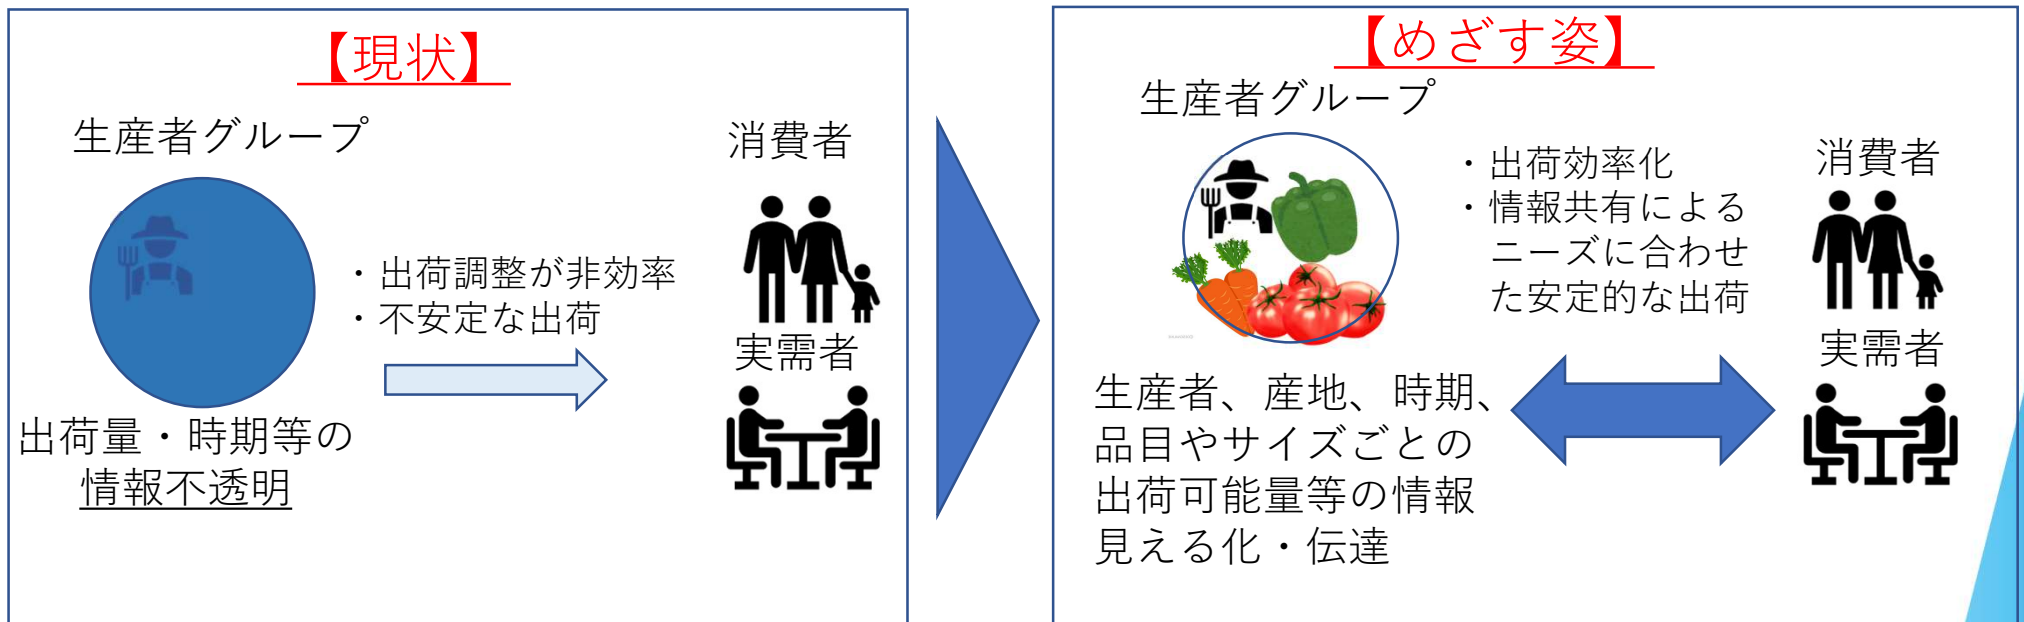 【現状】
生産者グループ
消費者
・出荷調整が非効率
・不安定な出荷
実需者
出荷量・時期等の
情報不透明
【めざす姿】
生産者グループ
・出荷効率化
・情報共有による
ニーズに合わせ
た安定的な出荷
消費者
実需者
生産者、産地、時期、
品目やサイズごとの
出荷可能量等の情報
見える化・伝達